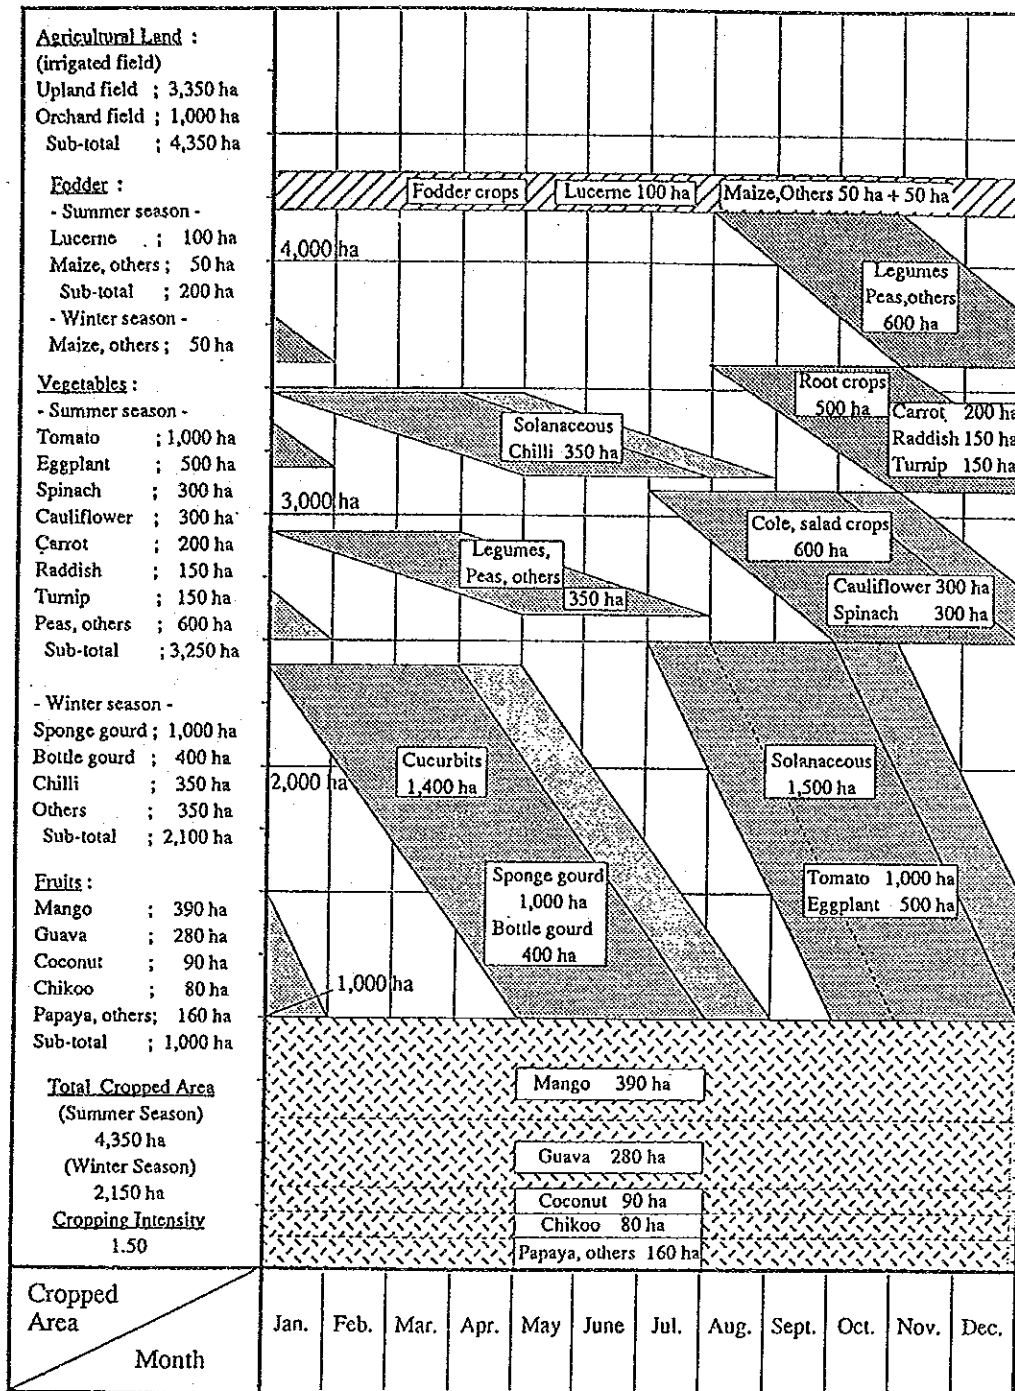 Agricultural Land :
(irrigated field)
Upland field ; 3,350 ha
Orchard field ; 1,000 ha
Sub-total ; 4,350 ha
Fodder :
- Summer season -
Lucerne ; 100 ha
Maize, others ; 50 ha
Sub-total ; 200 ha
- Winter season -
Maize, others ; 50 ha
Vegetables :
- Summer season -
Tomato ; 1,000 ha
Eggplant ; 500 ha
Spinach ; 300 ha
Cauliflower ; 300 ha
Carrot ; 200 ha
Raddish ; 150 ha
Turnip ; 150 ha
Peas, others ; 600 ha
Sub-total ; 3,250 ha
- Winter season -
Sponge gourd ; 1,000 ha
Bottle gourd ; 400 ha
Chilli ; 350 ha
Others ; 350 ha
Sub-total ; 2,100 ha
Fruits :
Mango ; 390 ha
Guava ; 280 ha
Coconut ; 90 ha
Chikoo ; 80 ha
Papaya, others; 160 ha
Sub-total ; 1,000 ha
Total Cropped Area
(Summer Season)
4,350 ha
(Winter Season)
2,150 ha
Cropping Intensity
1.50
Fodder crops Lucerne 100 ha Maize,Others 50 ha + 50 ha
4,000 ha
Legumes
Peas,others
600 ha
Root crops
500 ha
Carrot 200 ha
Raddish 150 ha
Turnip 150 ha
Solanaceous
Chilli 350 ha
3,000 ha
Cole, salad crops
600 ha
Cauliflower 300 ha
Spinach 300 ha
Legumes,
Peas, others
350 ha
2,000 ha
Cucurbits
1,400 ha
Solanaceous
1,500 ha
Sponge gourd
1,000 ha
Bottle gourd
400 ha
Tomato 1,000 ha
Eggplant 500 ha
1,000 ha
Mango 390 ha
Guava 280 ha
Coconut 90 ha
Chikoo 80 ha
Papaya, others 160 ha
Cropped
Area
Month
Jan. Feb. Mar. Apr. May June Jul. Aug. Sept. Oct. Nov. Dec.